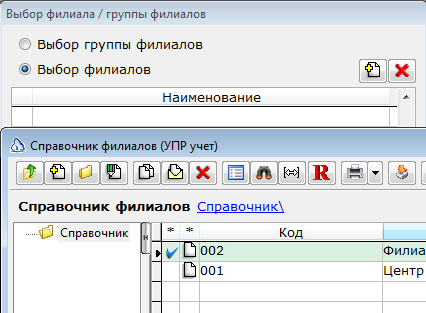 Выбор филиала / группы филиалов
Выбор группы филиалов
Выбор филиалов
Наименование
Справочник филиалов (УПР учет)
R
Справочник филиалов Справочник\
Справочник
* * Код
002 Филиа
001 Центр